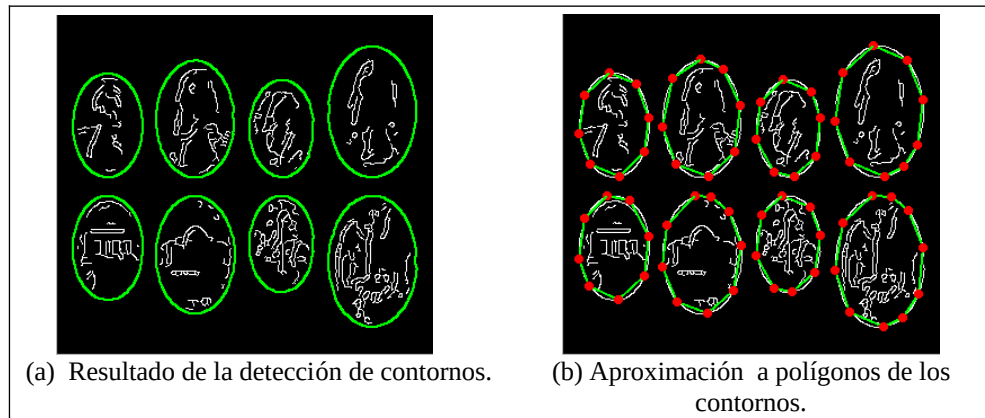 (a) Resultado de la detección de contornos.
(b) Aproximación a polígonos de los
contornos.